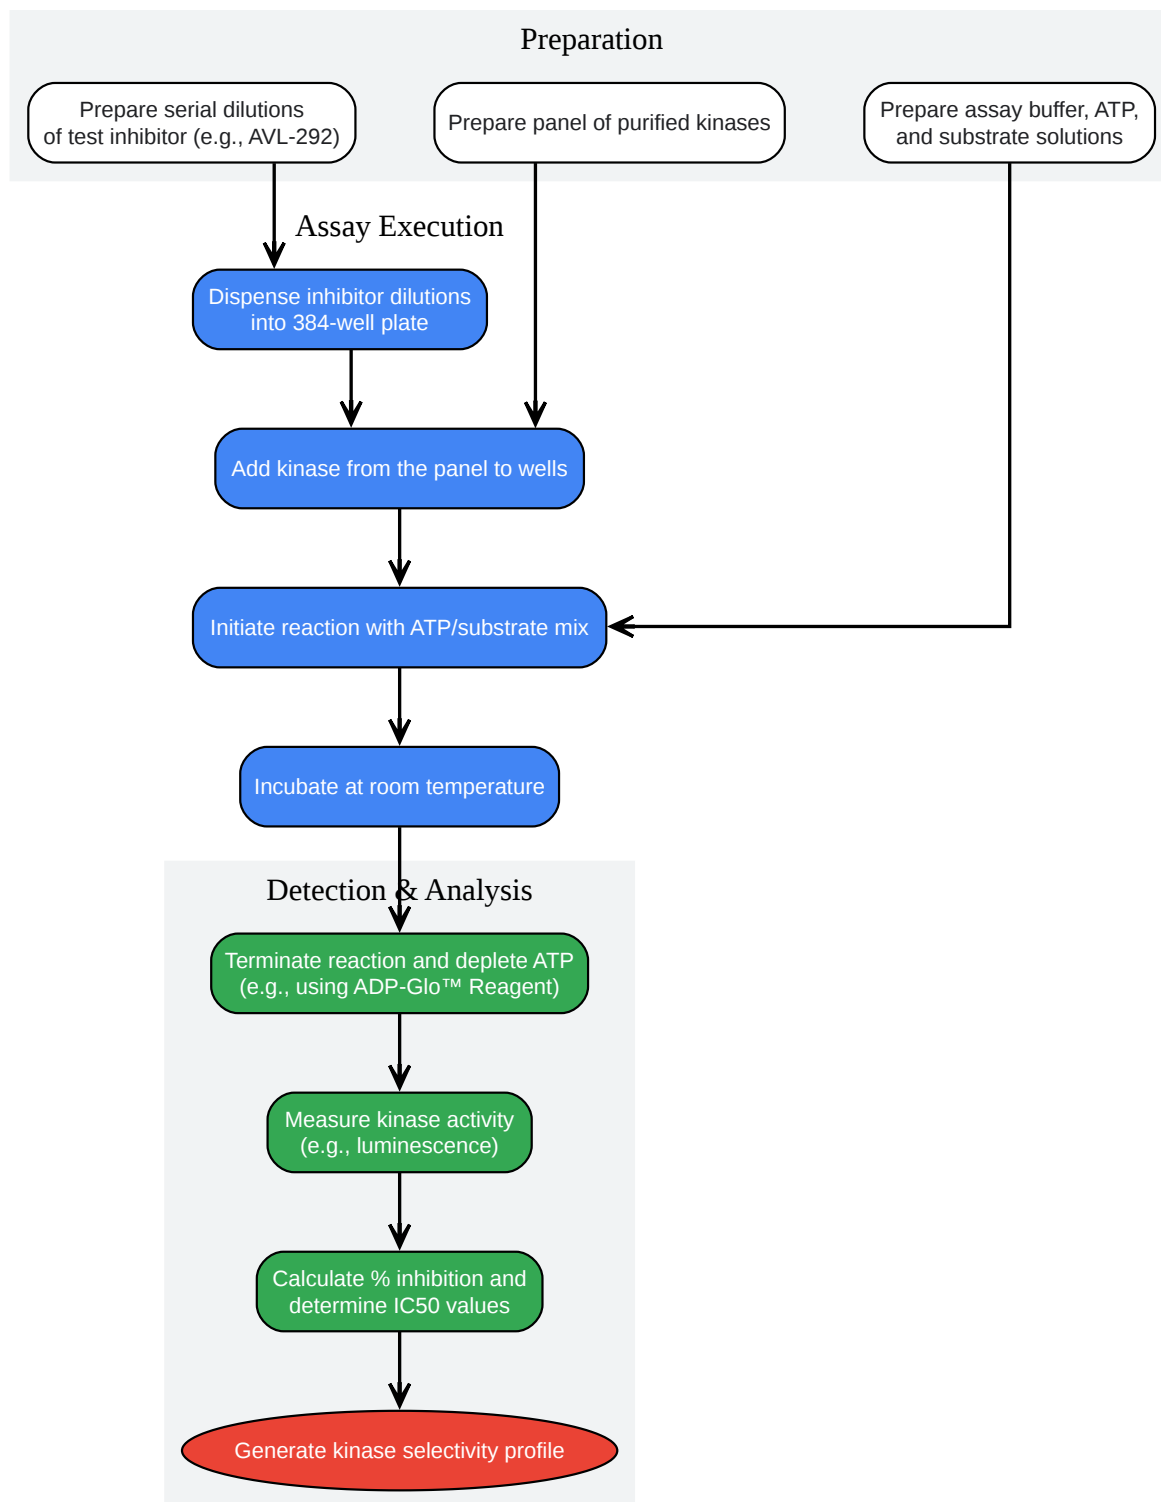 Preparation
Prepare serial dilutions
of test inhibitor (e.g., AVL-292)
Prepare panel of purified kinases
Prepare assay buffer, ATP,
and substrate solutions
Assay Execution
Dispense inhibitor dilutions
into 384-well plate
Add kinase from the panel to wells
Initiate reaction with ATP/substrate mix
Incubate at room temperature
Detection & Analysis
Terminate reaction and deplete ATP
(e.g., using ADP-Glo™ Reagent)
Measure kinase activity
(e.g., luminescence)
Calculate % inhibition and
determine IC50 values
Generate kinase selectivity profile